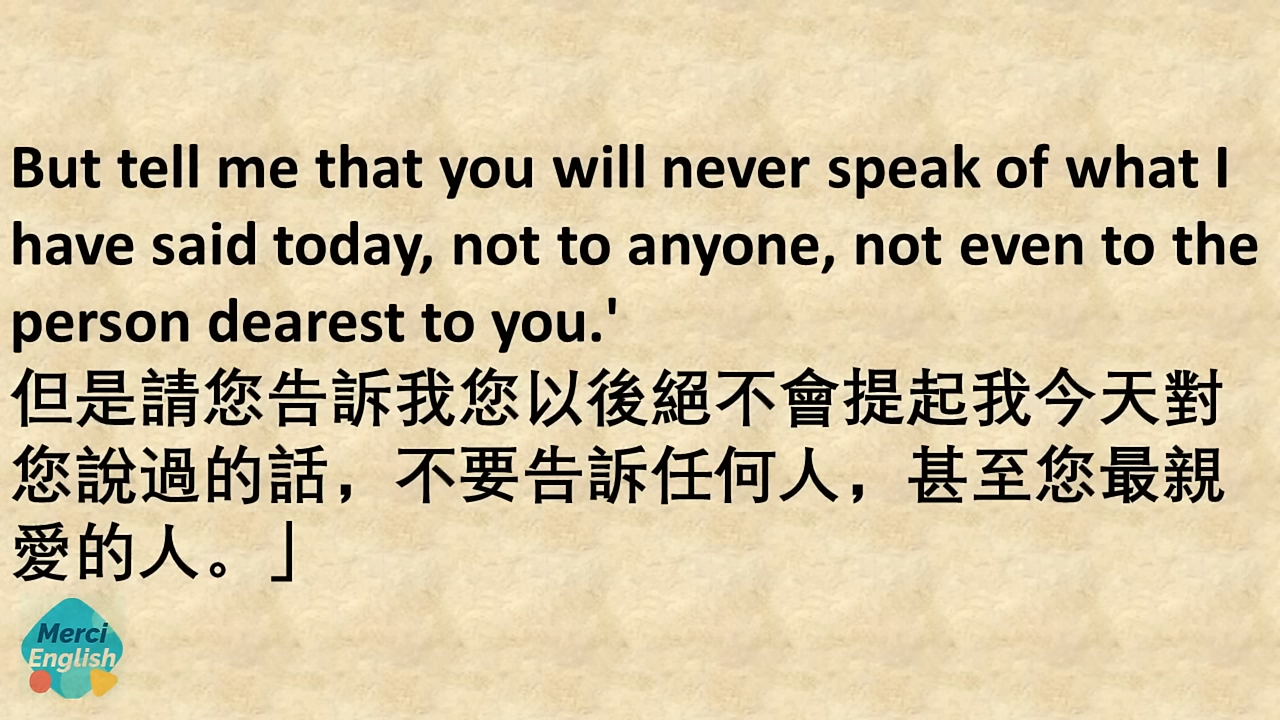 But tell me that you will never speak of what I
have said today, not to anyone, not even to the
person dearest to you.'
但是請您告訴我您以後絕不會提起我今天對
您說過的話，不要告訴任何人，甚至您最親
愛的人。」
Merci
English